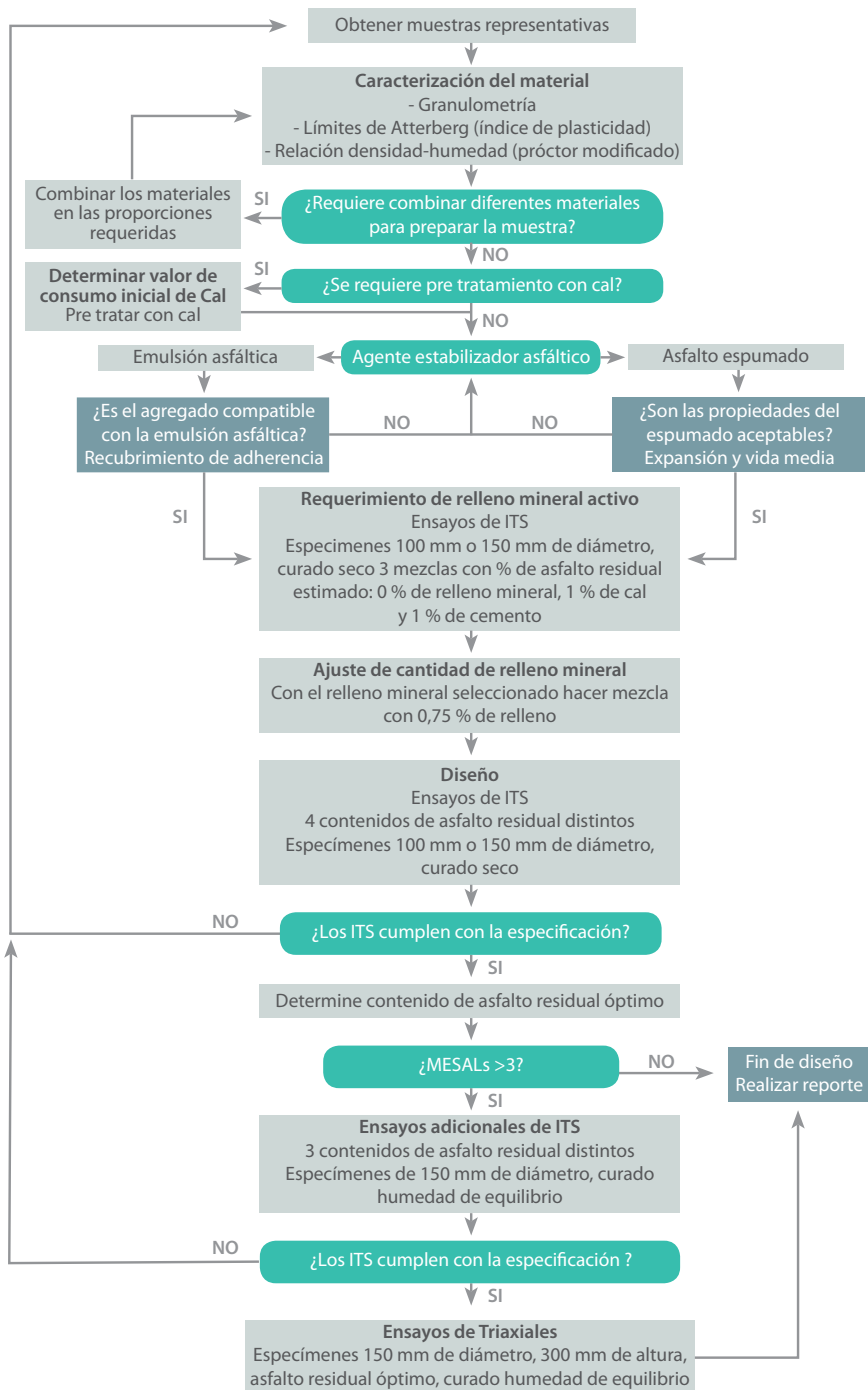 Obtener muestras representativas
Caracterización del material
- Granulometría
- Límites de Atterberg (índice de plasticidad)
- Relación densidad-humedad (próctor modificado)
Combinar los materiales
en las proporciones
requeridas
SI
¿Requiere combinar diferentes materiales
para preparar la muestra?
NO
Determinar valor de
consumo inicial de Cal
Pre tratar con cal
SI
¿Se requiere pre tratamiento con cal?
NO
Emulsión asfáltica
Agente estabilizador asfáltico
Asfalto espumado
¿Es el agregado compatible
con la emulsión asfáltica?
Recubrimiento de adherencia
NO
NO
¿Son las propiedades del
espumado aceptables?
Expansión y vida media
SI
SI
Requerimiento de relleno mineral activo
Ensayos de ITS
Especimenes 100 mm o 150 mm de diámetro,
curado seco 3 mezclas con % de asfalto residual
estimado: 0 % de relleno mineral, 1 % de cal
y 1 % de cemento
Ajuste de cantidad de relleno mineral
Con el relleno mineral seleccionado hacer mezcla
con 0,75 % de relleno
Diseño
Ensayos de ITS
4 contenidos de asfalto residual distintos
Especímenes 100 mm o 150 mm de diámetro,
curado seco
NO
¿Los ITS cumplen con la especificación?
SI
Determine contenido de asfalto residual óptimo
¿MESALs >3?
NO
Fin de diseño
Realizar reporte
SI
Ensayos adicionales de ITS
3 contenidos de asfalto residual distintos
Especímenes de 150 mm de diámetro, curado
humedad de equilibrio
NO
¿Los ITS cumplen con la especificación ?
SI
Ensayos de Triaxiales
Especímenes 150 mm de diámetro, 300 mm de altura,
asfalto residual óptimo, curado humedad de equilibrio